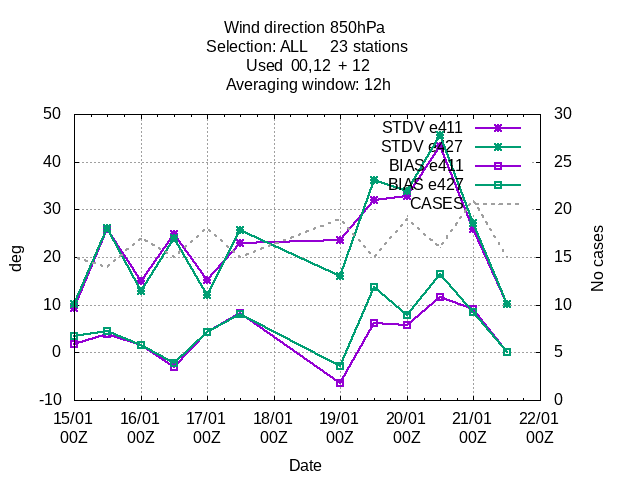 Wind direction 850hPa
Selection: ALL 23 stations
Used 00,12 + 12
Averaging window: 12h
50 30
STDV e411
STDV e427
40 25
BIAS e411
BIAS e427
CASES
30 20
20 15
10 10
0 5
-10 0
deg
No cases
15/01 16/01 17/01 18/01 19/01 20/01 21/01 22/01
00Z 00Z 00Z 00Z 00Z 00Z 00Z 00Z
Date